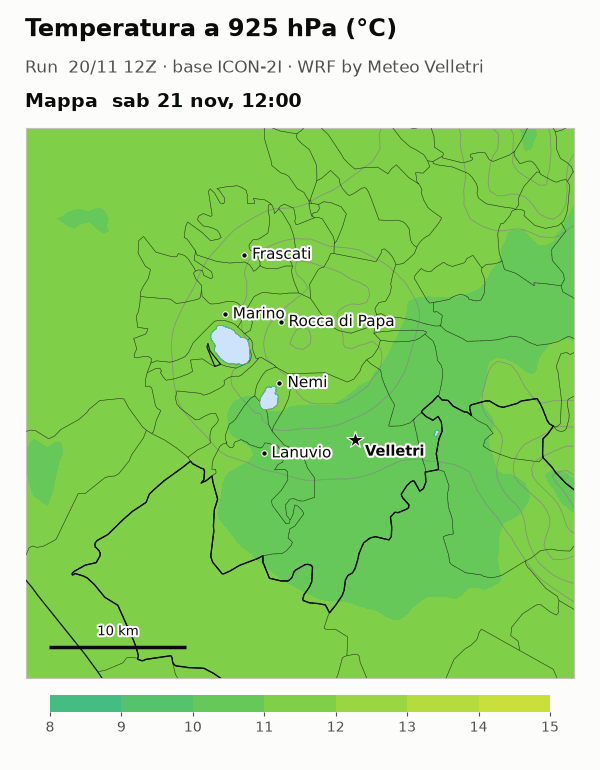 Temperatura a 925 hPa (°C)
Run  20/11 12Z · base ICON-2I · WRF by Meteo Velletri
Mappa  sab 21 nov, 12:00
Frascati
Marino
Rocca di Papa
Nemi
Velletri
Lanuvio
10 km
8 9 10 11 12 13 14 15